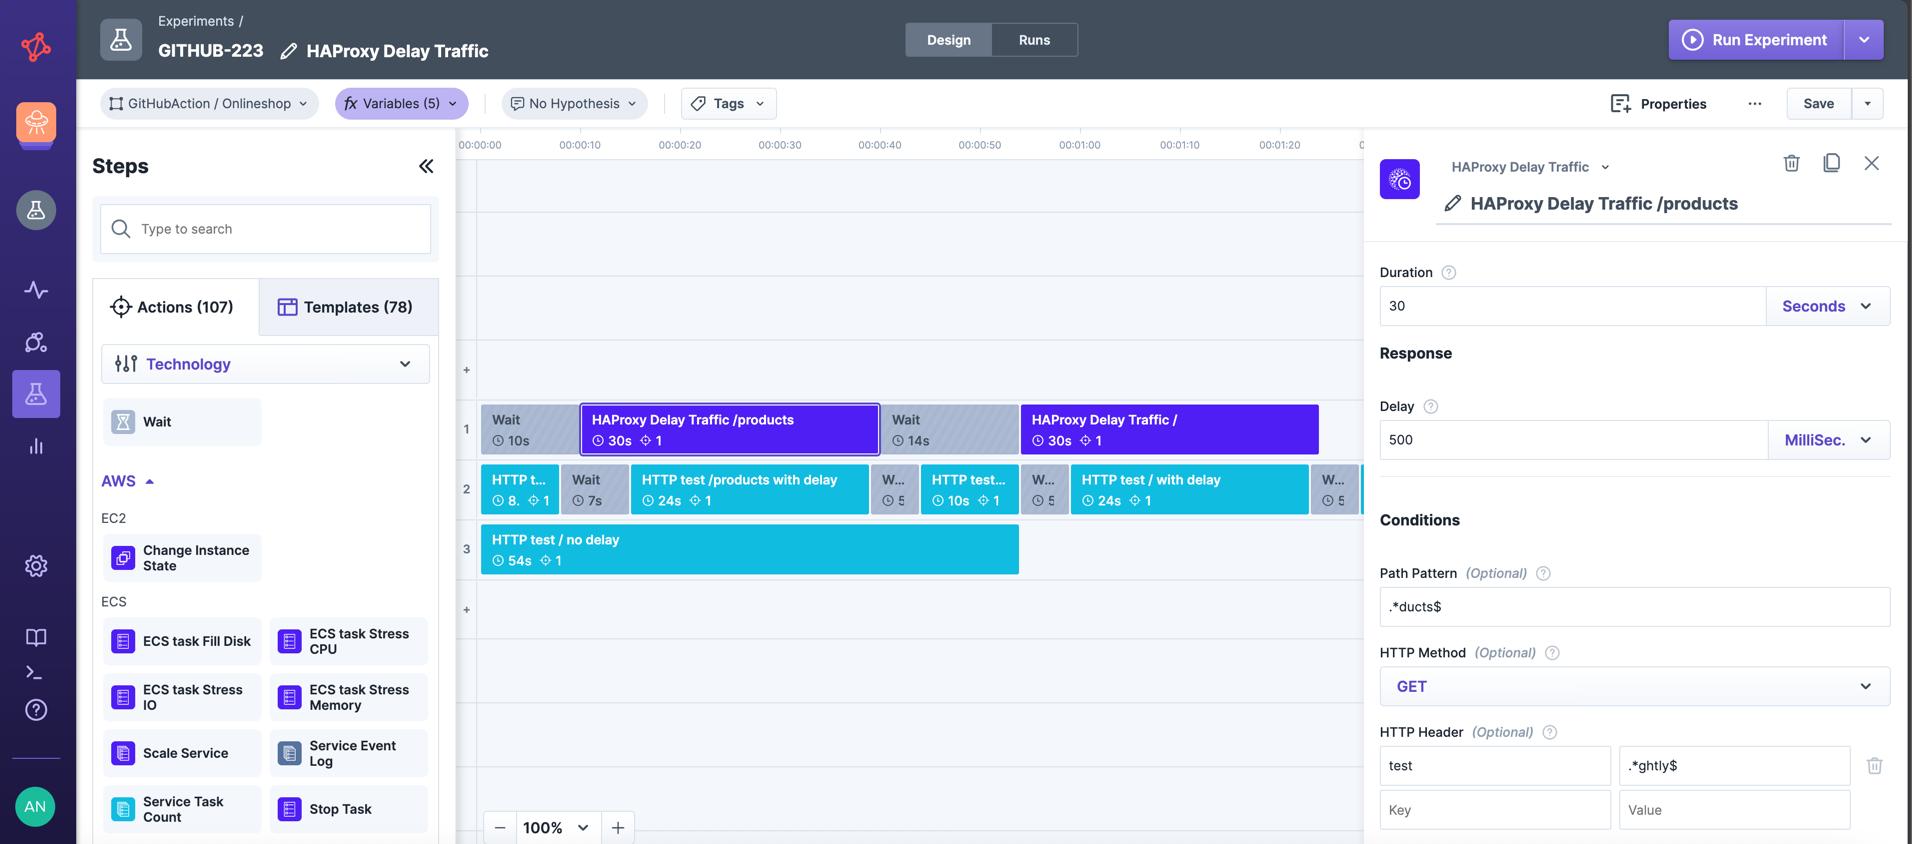 Experiments /
GITHUB-223 HAProxy Delay Traffic
Design Runs
Run Experiment
GitHubAction / Onlineshop
fx Variables (5)
No Hypothesis
Tags
Properties
...
Save
Steps
Type to search
Actions (107)
Templates (78)
Technology
Wait
AWS
EC2
Change Instance
State
ECS
ECS task Fill Disk
ECS task Stress
CPU
ECS task Stress
IO
ECS task Stress
Memory
Scale Service
Service Event
Log
Service Task
Count
Stop Task
AN
00:00:00 00:00:10 00:00:20 00:00:30 00:00:40 00:00:50 00:01:00 00:01:10 00:01:20 0
+
1
Wait
10s
HAProxy Delay Traffic /products
30s 1
Wait
14s
HAProxy Delay Traffic /
30s 1
2
HTTP t...
8. 1
Wait
7s
HTTP test /products with delay
24s 1
W...
5
HTTP test...
10s 1
W...
5
HTTP test / with delay
24s 1
W...
5
3
HTTP test / no delay
54s 1
+
− 100% +
HAProxy Delay Traffic
HAProxy Delay Traffic /products
Duration ?
30 Seconds
Response
Delay ?
500 MilliSec.
Conditions
Path Pattern (Optional) ?
.*ducts$
HTTP Method (Optional) ?
GET
HTTP Header (Optional) ?
test .*ghtly$
Key Value